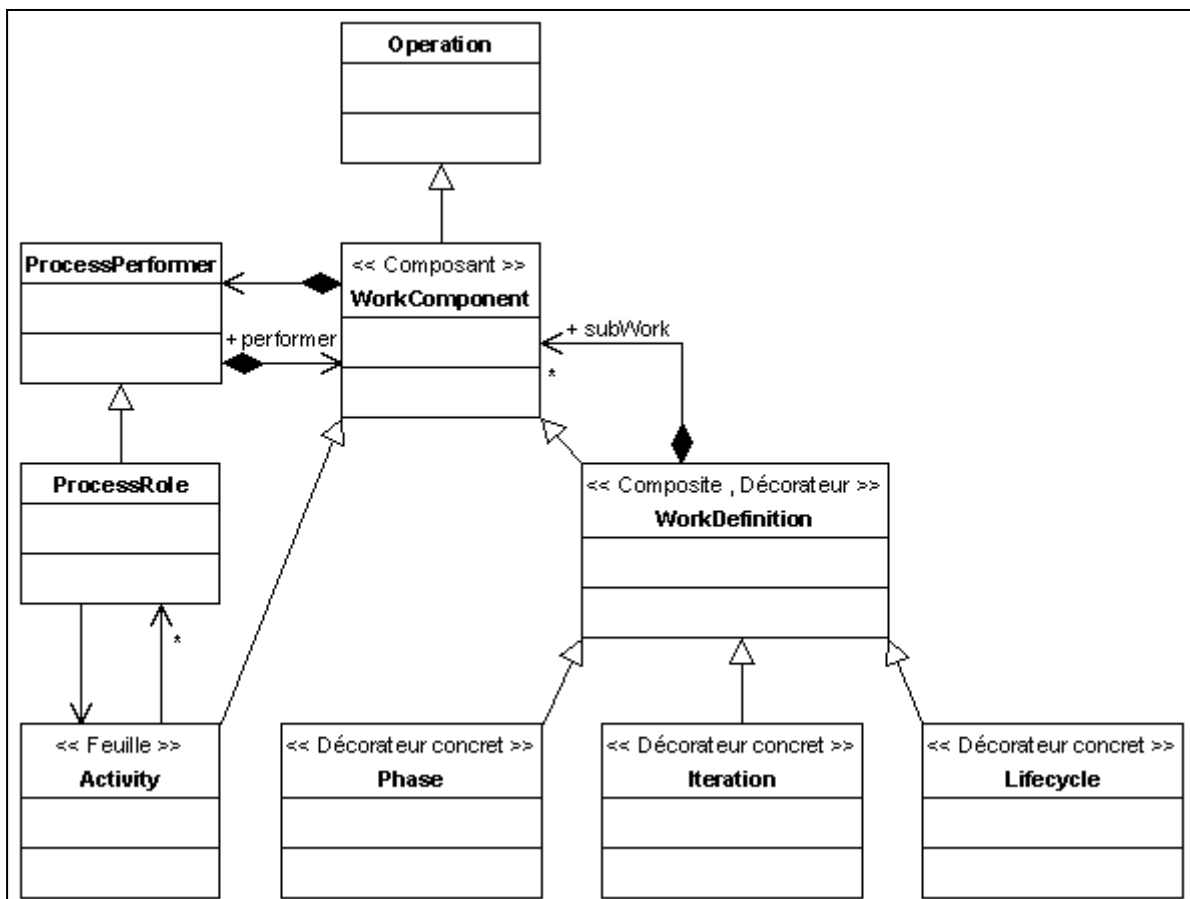 Operation
ProcessPerformer
<< Composant >>
WorkComponent
+ performer
+ subWork
*
ProcessRole
<< Composite , Décorateur >>
WorkDefinition
*
<< Feuille >>
Activity
<< Décorateur concret >>
Phase
<< Décorateur concret >>
Iteration
<< Décorateur concret >>
Lifecycle